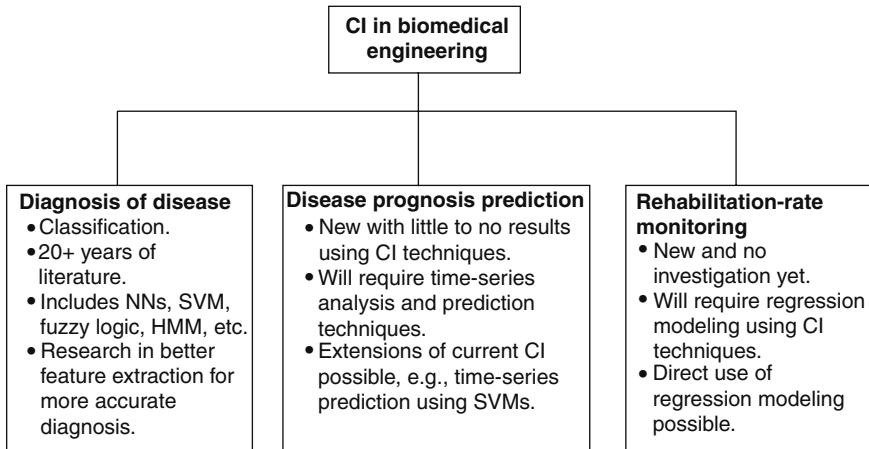 CI in biomedical
engineering
Diagnosis of disease
• Classification.
• 20+ years of
literature.
• Includes NNs, SVM,
fuzzy logic, HMM, etc.
• Research in better
feature extraction for
more accurate
diagnosis.
Disease prognosis prediction
• New with little to no results
using CI techniques.
• Will require time-series
analysis and prediction
techniques.
• Extensions of current CI
possible, e.g., time-series
prediction using SVMs.
Rehabilitation-rate
monitoring
• New and no
investigation yet.
• Will require regression
modeling using CI
techniques.
• Direct use of
regression modeling
possible.